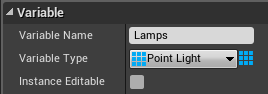 Variable
Variable Name Lamps
Variable Type Point Light
Instance Editable